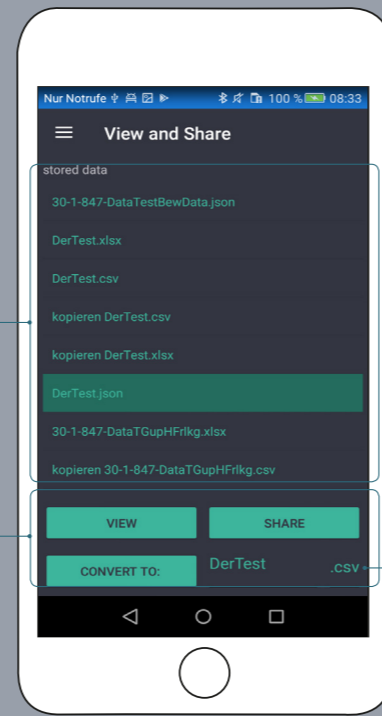 Nur Notrufe 100 % 08:33
View and Share
stored data
30-1-847-DataTestBewData.json
DerTest.xlsx
DerTest.csv
kopieren DerTest.csv
kopieren DerTest.xlsx
DerTest.json
30-1-847-DataTGupHFrlkg.xlsx
kopieren 30-1-847-DataTGupHFrlkg.csv
VIEW SHARE
CONVERT TO: DerTest .csv